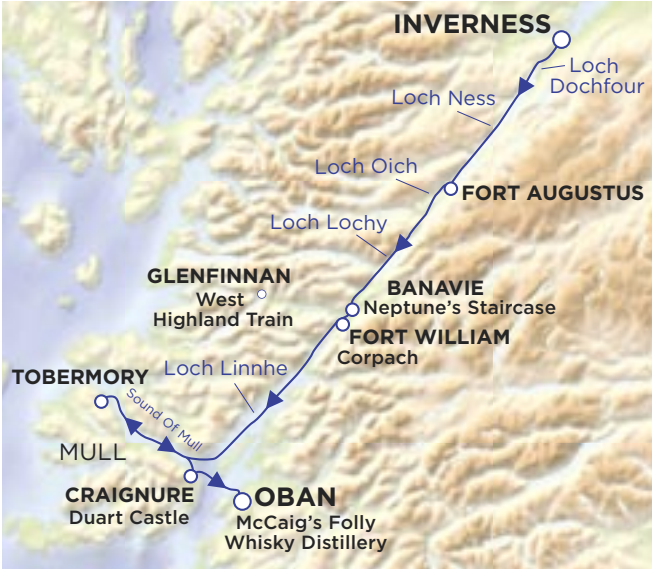 INVERNESS
Loch
Dochfour
Loch Ness
Loch Oich
FORT AUGUSTUS
Loch Lochy
GLENFINNAN
West
Highland Train
BANAVIE
Neptune's Staircase
FORT WILLIAM
Corpach
Loch Linnhe
TOBERMORY
Sound Of Mull
MULL
CRAIGNURE
Duart Castle
OBAN
McCaig's Folly
Whisky Distillery